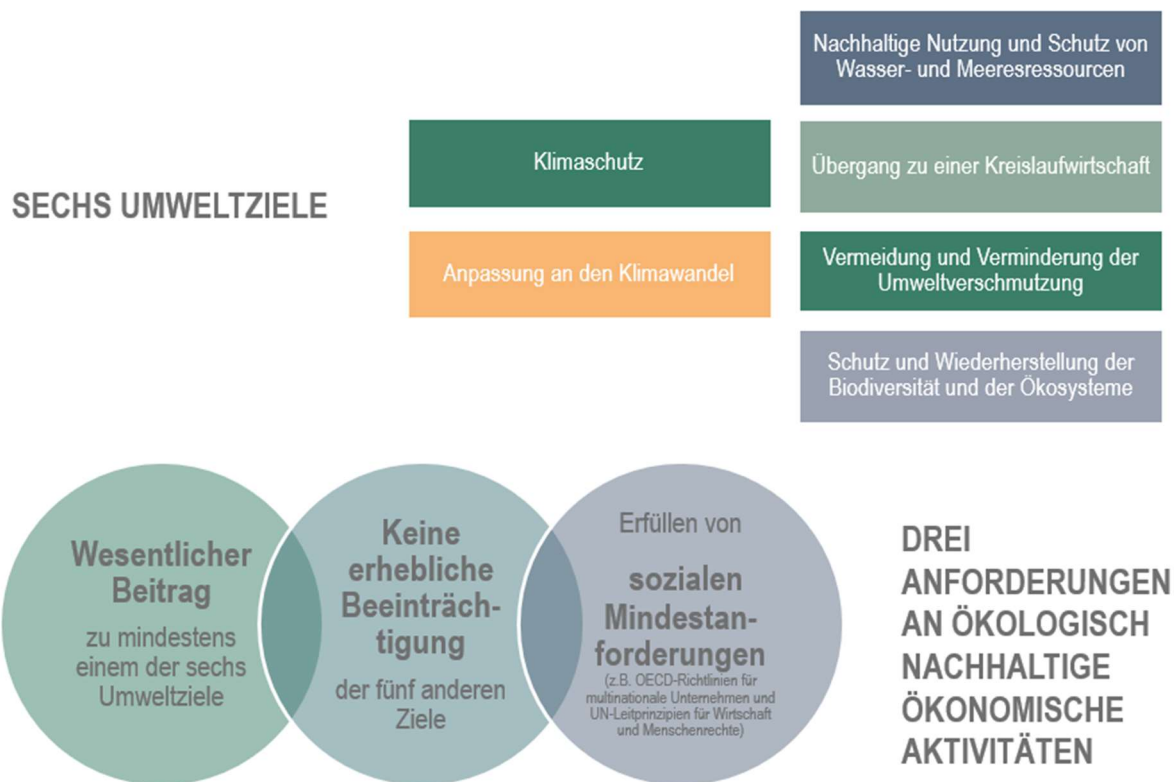 SECHS UMWELTZIELE
Klimaschutz
Anpassung an den Klimawandel
Nachhaltige Nutzung und Schutz von
Wasser- und Meeresressourcen
Übergang zu einer Kreislaufwirtschaft
Vermeidung und Verminderung der
Umweltverschmutzung
Schutz und Wiederherstellung der
Biodiversität und der Ökosysteme
Wesentlicher
Beitrag
zu mindestens
einem der sechs
Umweltziele
Keine
erhebliche
Beeinträch-
tigung
der fünf anderen
Ziele
Erfüllen von
sozialen
Mindestan-
forderungen
(z.B. OECD-Richtlinien für
multinationale Unternehmen und
UN-Leitprinzipien für Wirtschaft
und Menschenrechte)
DREI
ANFORDERUNGEN
AN ÖKOLOGISCH
NACHHALTIGE
ÖKONOMISCHE
AKTIVITÄTEN